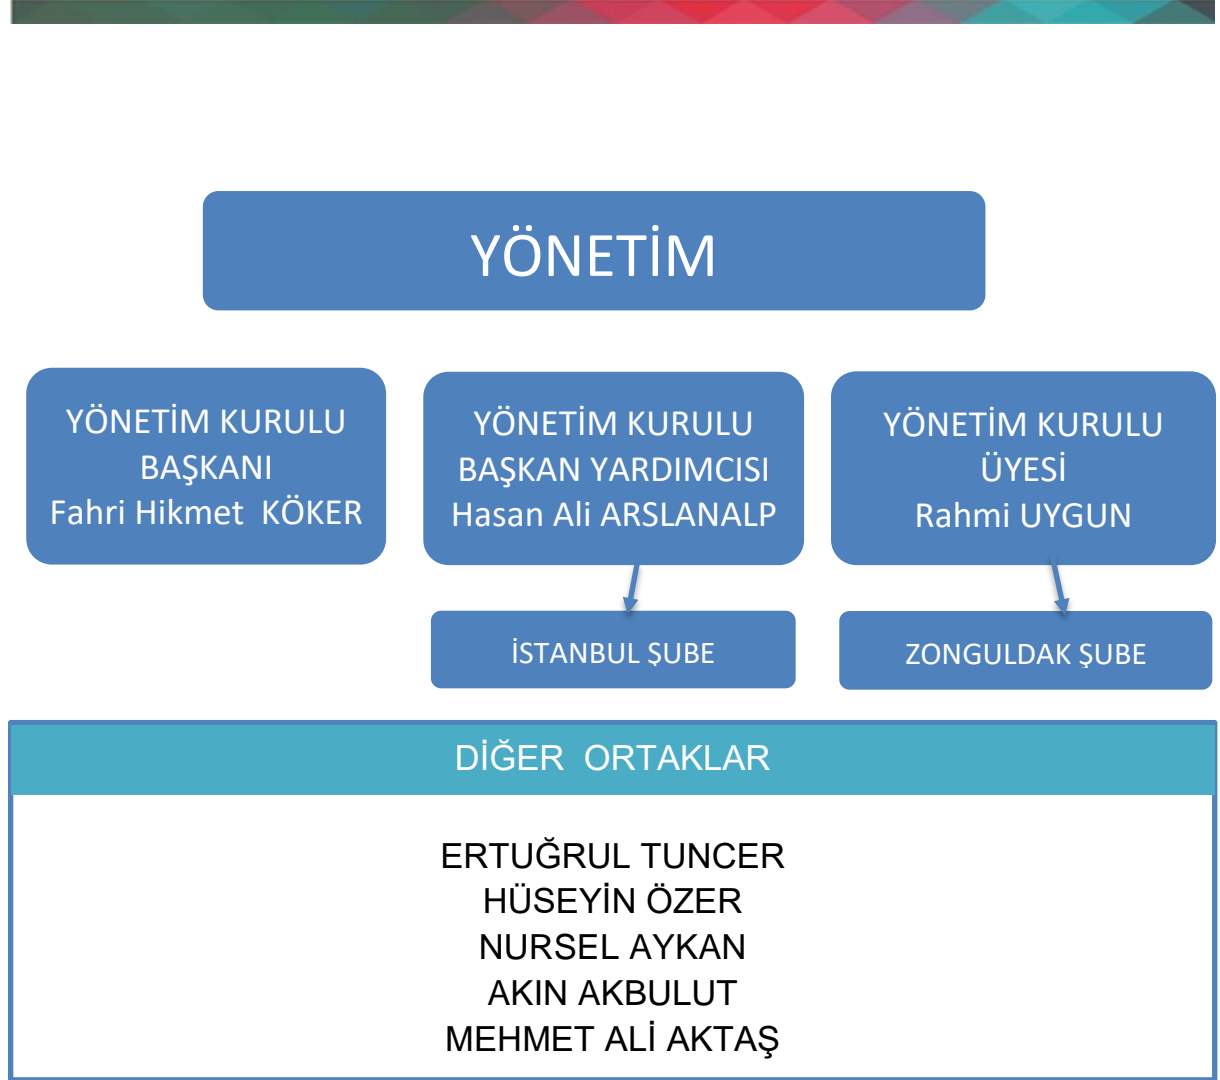 YÖNETİM
YÖNETİM KURULU
BAŞKANI
Fahri Hikmet  KÖKER
YÖNETİM KURULU
BAŞKAN YARDIMCISI
Hasan Ali ARSLANALP
YÖNETİM KURULU
ÜYESİ
Rahmi UYGUN
İSTANBUL ŞUBE
ZONGULDAK ŞUBE
DİĞER  ORTAKLAR
ERTUĞRUL TUNCER
HÜSEYİN ÖZER
NURSEL AYKAN
AKIN AKBULUT
MEHMET ALİ AKTAŞ